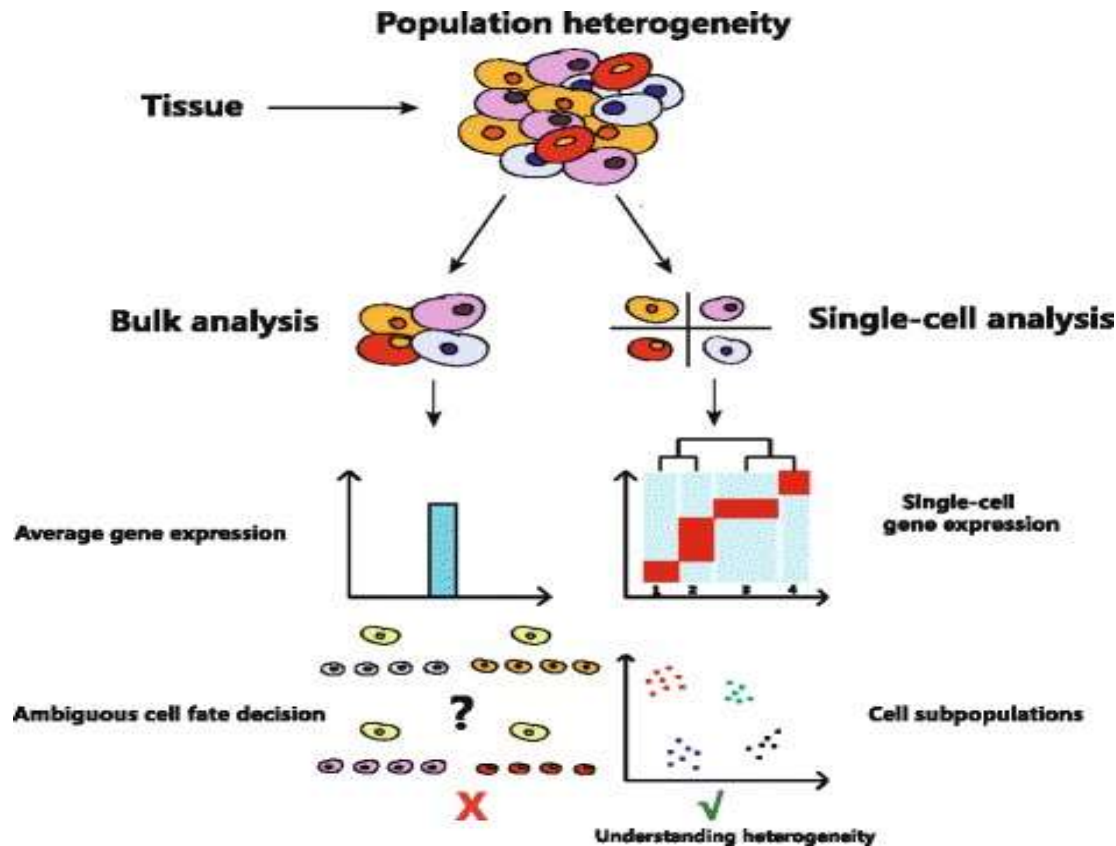 Population heterogeneity
Tissue
Bulk analysis
Single-cell analysis
Average gene expression
Single-cell
gene expression
1 2 3 4
Ambiguous cell fate decision
?
Cell subpopulations
X
√
Understanding heterogeneity